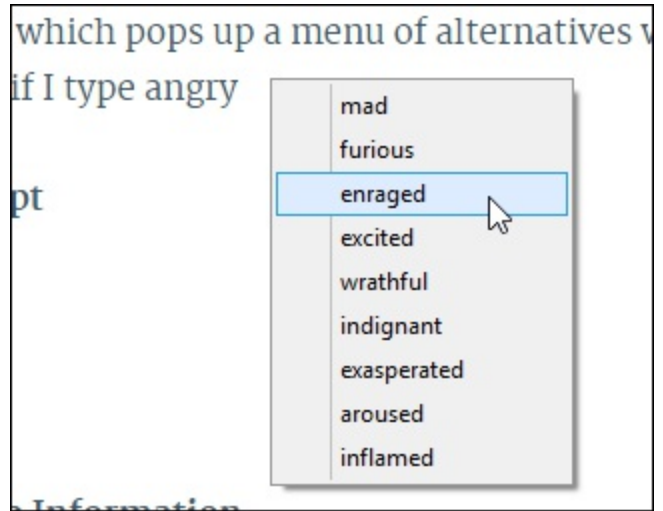 which pops up a menu of alternatives
if I type angry
mad
furious
enraged
pt
excited
wrathful
indignant
exasperated
aroused
inflamed
Information